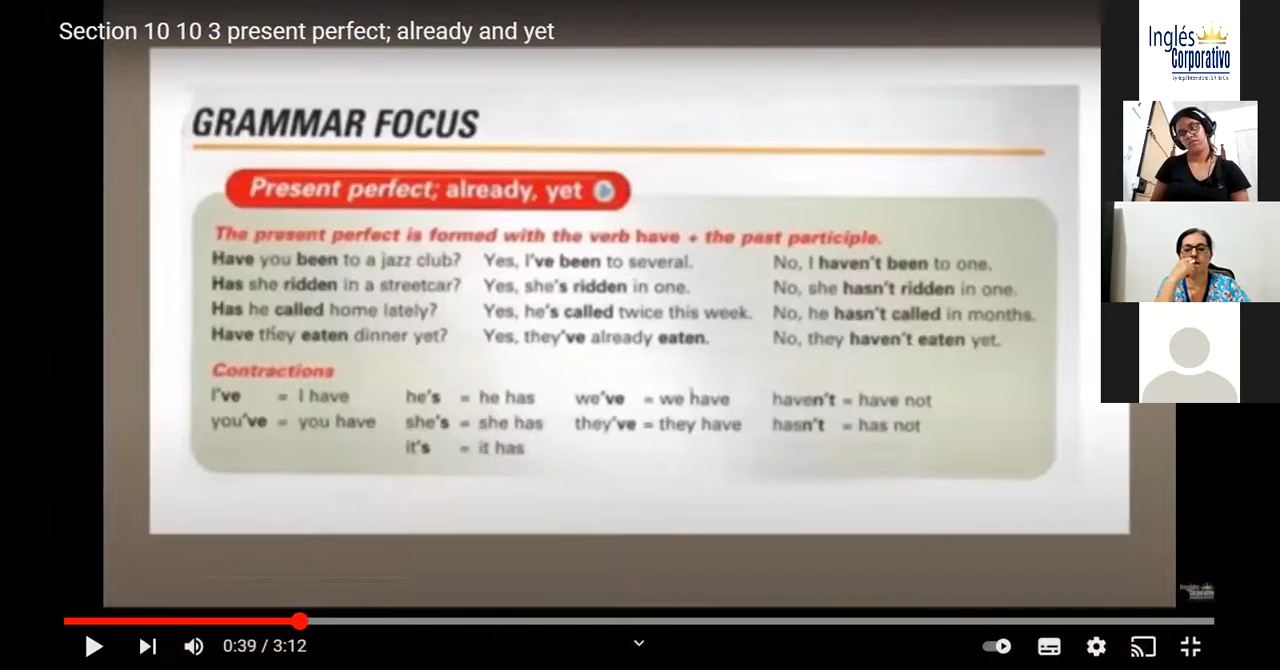 Section 10 10 3 present perfect; already and yet
Inglés
Corporativo
GRAMMAR FOCUS
Present perfect; already, yet
The present perfect is formed with the verb have + the past participle.
Have you been to a jazz club? Yes, I've been to several. No, I haven't been to one.
Has she ridden in a streetcar? Yes, she's ridden in one. No, she hasn't ridden in one.
Has he called home lately? Yes, he's called twice this week. No, he hasn't called in months.
Have they eaten dinner yet? Yes, they've already eaten. No, they haven't eaten yet.
Contractions
I've = I have he's = he has we've = we have haven't = have not
you've = you have she's = she has they've = they have hasn't = has not
it's = it has
Inglés
Corporativo
0:39 / 3:12